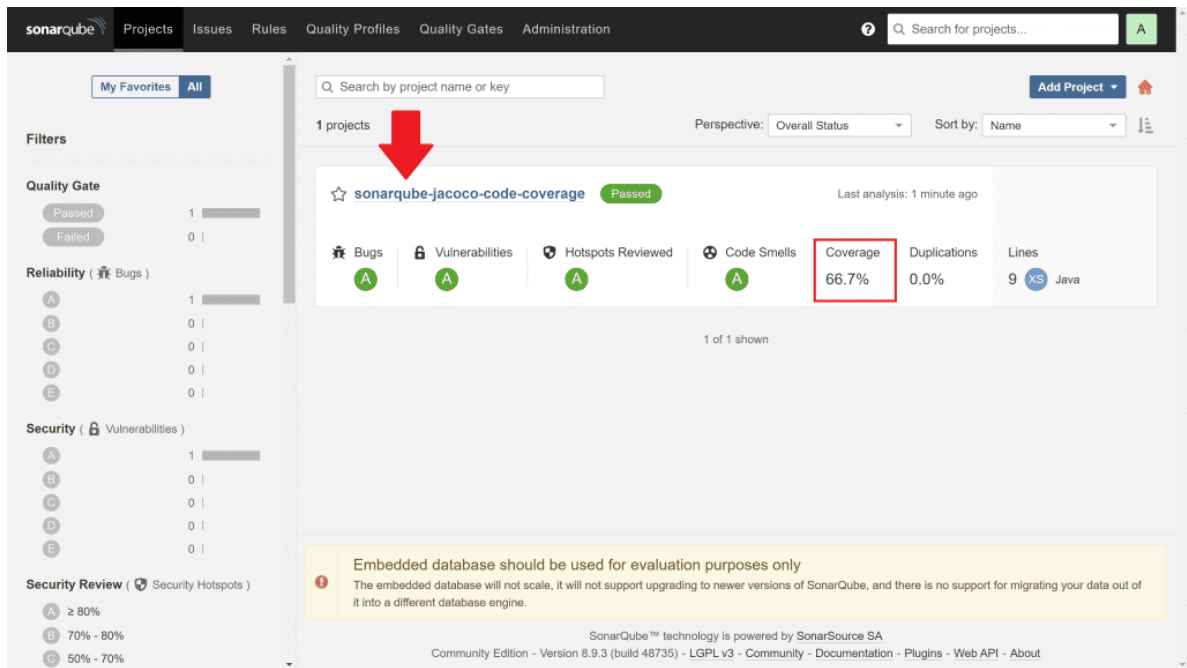 sonarqube Projects Issues Rules Quality Profiles Quality Gates Administration ? Search for projects... A
My Favorites All
Search by project name or key
Add Project
1 projects
Perspective: Overall Status
Sort by: Name
Filters
Quality Gate
Passed 1
Failed 0
Reliability ( Bugs )
A 1
B 0
C 0
D 0
E 0
Security ( Vulnerabilities )
A 1
B 0
C 0
D 0
E 0
Security Review ( Security Hotspots )
A ≥ 80%
B 70% - 80%
C 50% - 70%
sonarqube-jacoco-code-coverage Passed
Last analysis: 1 minute ago
Bugs Vulnerabilities Hotspots Reviewed Code Smells Coverage Duplications Lines
A A A A 66.7% 0.0% 9 XS Java
1 of 1 shown
Embedded database should be used for evaluation purposes only
The embedded database will not scale, it will not support upgrading to newer versions of SonarQube, and there is no support for migrating your data out of
it into a different database engine.
SonarQube™ technology is powered by SonarSource SA
Community Edition - Version 8.9.3 (build 48735) - LGPL v3 - Community - Documentation - Plugins - Web API - About